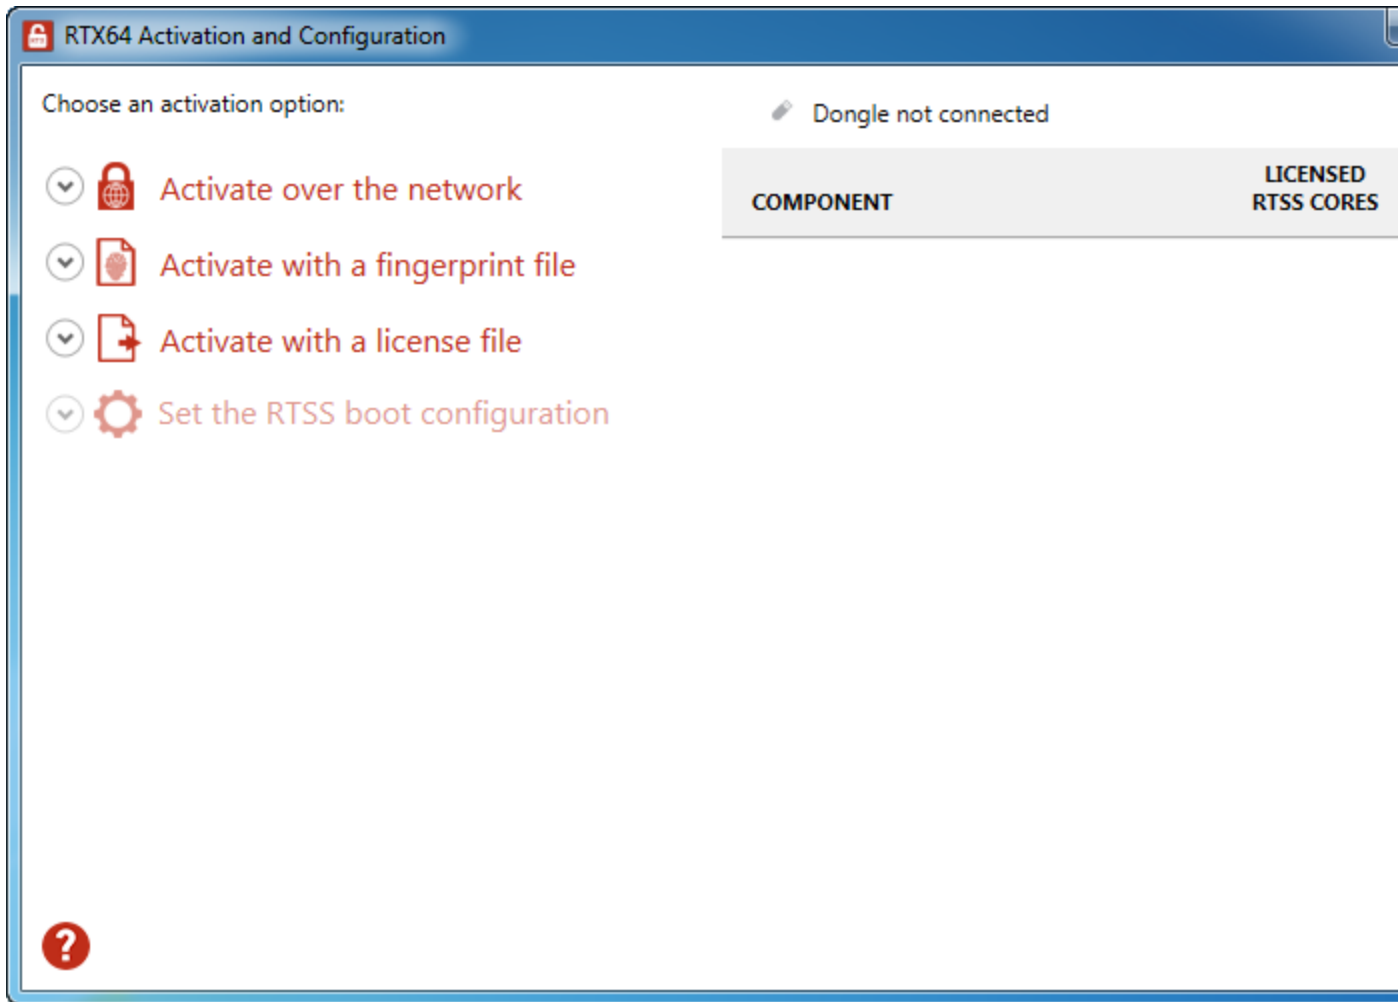 RTX64 Activation and Configuration
Choose an activation option:
Activate over the network
Activate with a fingerprint file
Activate with a license file
Set the RTSS boot configuration
Dongle not connected
COMPONENT
LICENSED
RTSS CORES
?